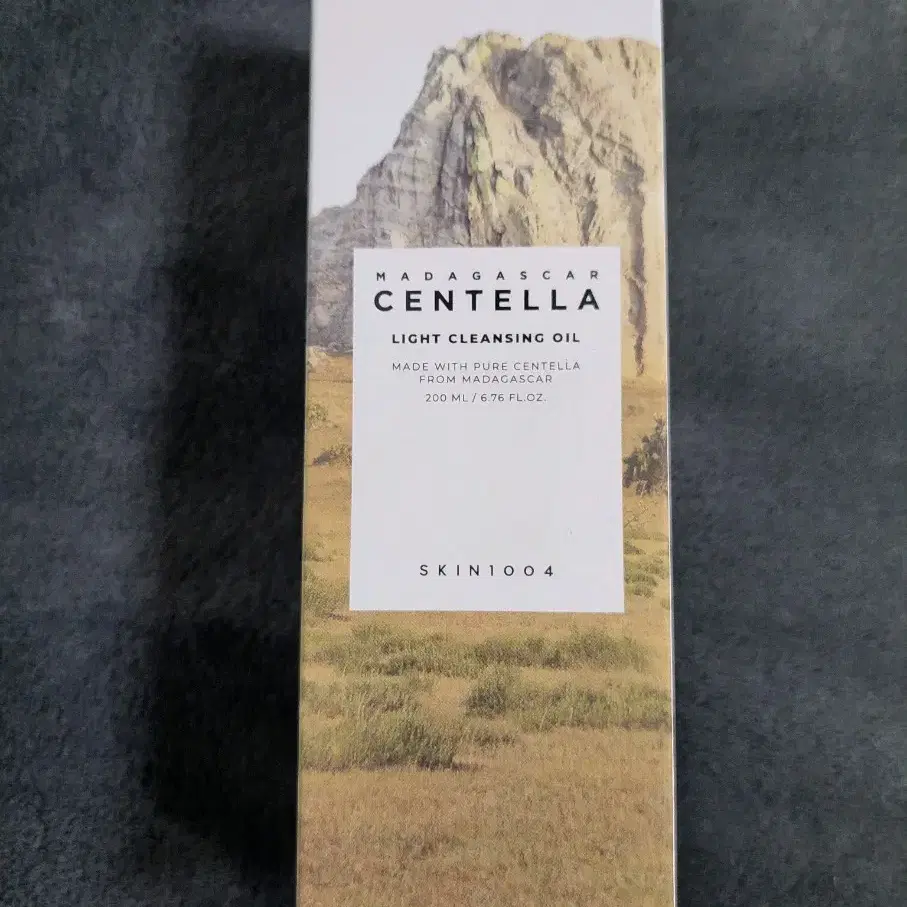 MADAGASCAR
CENTELLA
LIGHT CLEANSING OIL
MADE WITH PURE CENTELLA
FROM MADAGASCAR
200 ML / 6.76 FL.OZ.
SKIN1004